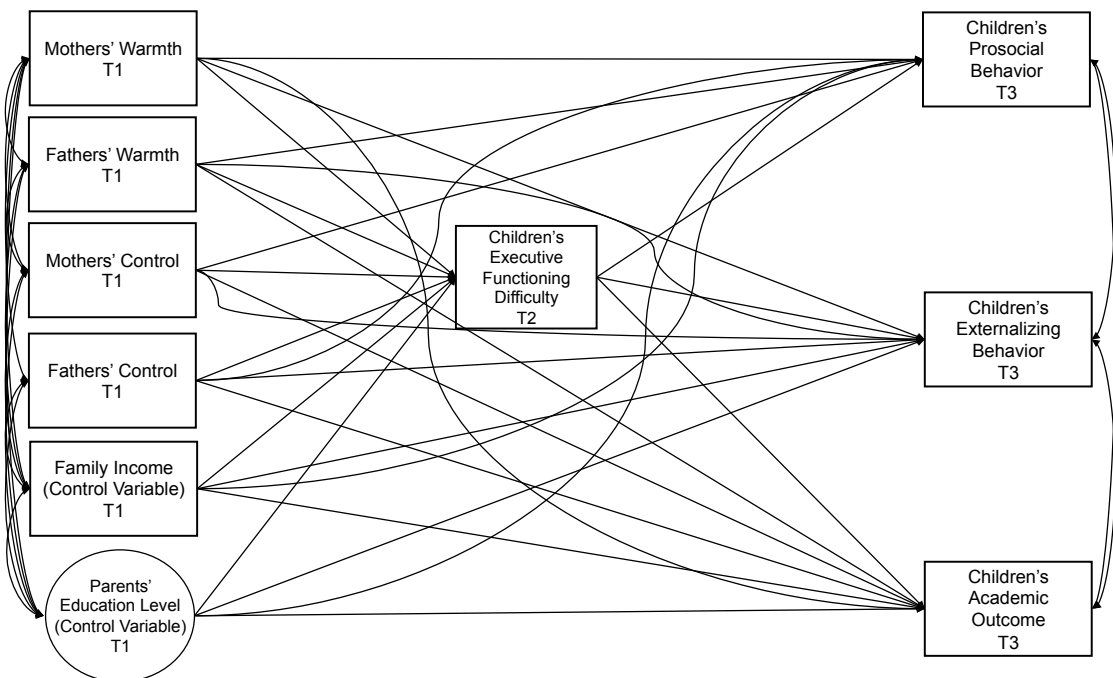 Mothers’ Warmth
T1
Fathers’ Warmth
T1
Mothers’ Control
T1
Fathers’ Control
T1
Family Income
(Control Variable)
T1
Parents’
Education Level
(Control Variable)
T1
Children’s
Executive
Functioning
Difficulty
T2
Children’s
Prosocial
Behavior
T3
Children’s
Externalizing
Behavior
T3
Children’s
Academic
Outcome
T3